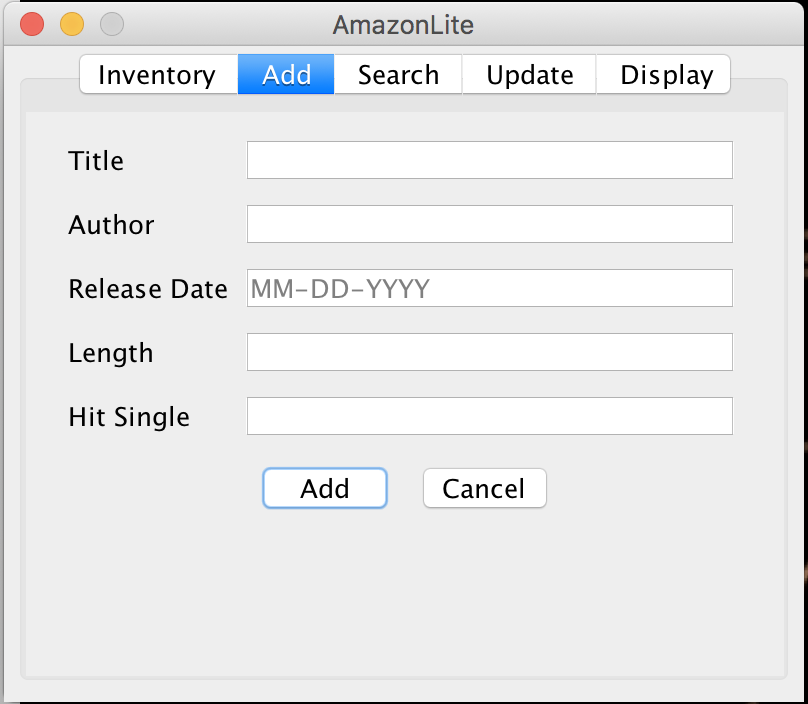 AmazonLite
Inventory Add Search Update Display
Title
Author
Release Date MM-DD-YYYY
Length
Hit Single
Add Cancel